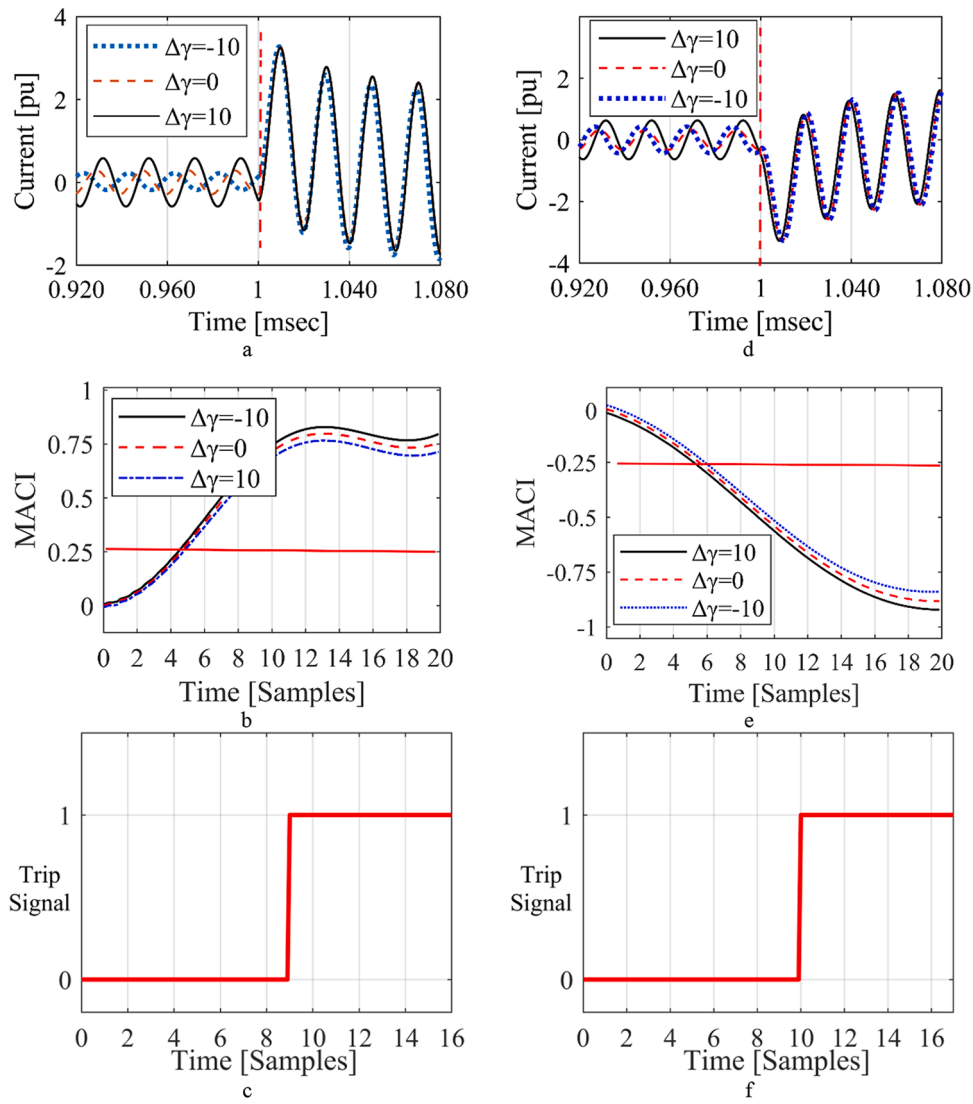 4
2
0
-2
Current [pu]
Δγ=-10
Δγ=0
Δγ=10
0.920 0.960 1 1.040 1.080
Time [msec]
a
2
0
-2
-4
Current [pu]
Δγ=10
Δγ=0
Δγ=-10
0.920 0.960 1 1.040 1.080
Time [msec]
d
1
0.75
0.5
0.25
0
MACI
Δγ=-10
Δγ=0
Δγ=10
0 2 4 6 8 10 12 14 16 18 20
Time [Samples]
b
0
-0.25
-0.5
-0.75
-1
MACI
Δγ=10
Δγ=0
Δγ=-10
0 2 4 6 8 10 12 14 16 18 20
Time [Samples]
e
1
Trip
Signal
0
0 2 4 6 8 10 12 14 16
Time [Samples]
c
1
Trip
Signal
0
0 2 4 6 8 10 12 14 16
Time [Samples]
f